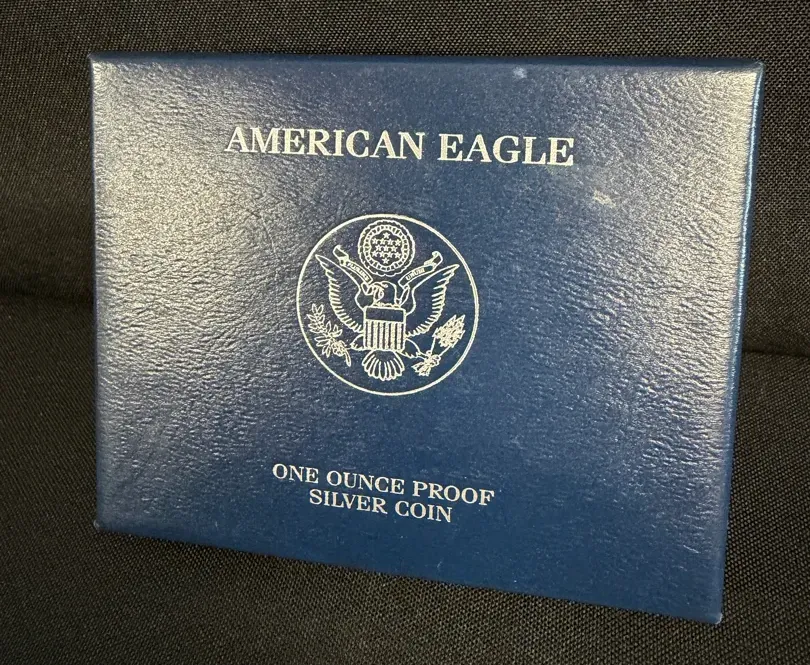 AMERICAN EAGLE
ONE OUNCE PROOF
SILVER COIN